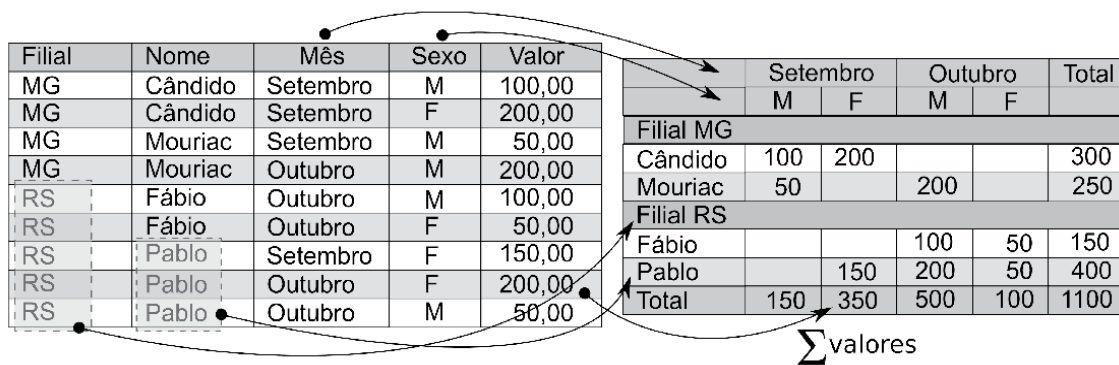 Filial Nome Mês Sexo Valor
MG Cândido Setembro M 100,00
MG Cândido Setembro F 200,00
MG Mouriac Setembro M 50,00
MG Mouriac Outubro M 200,00
RS Fábio Outubro M 100,00
RS Fábio Outubro F 50,00
RS Pablo Setembro F 150,00
RS Pablo Outubro F 200,00
RS Pablo Outubro M 50,00
Setembro Outubro Total
M F M F
Filial MG
Cândido 100 200 300
Mouriac 50 200 250
Filial RS
Fábio 100 50 150
Pablo 150 200 50 400
Total 150 350 500 100 1100
∑ valores